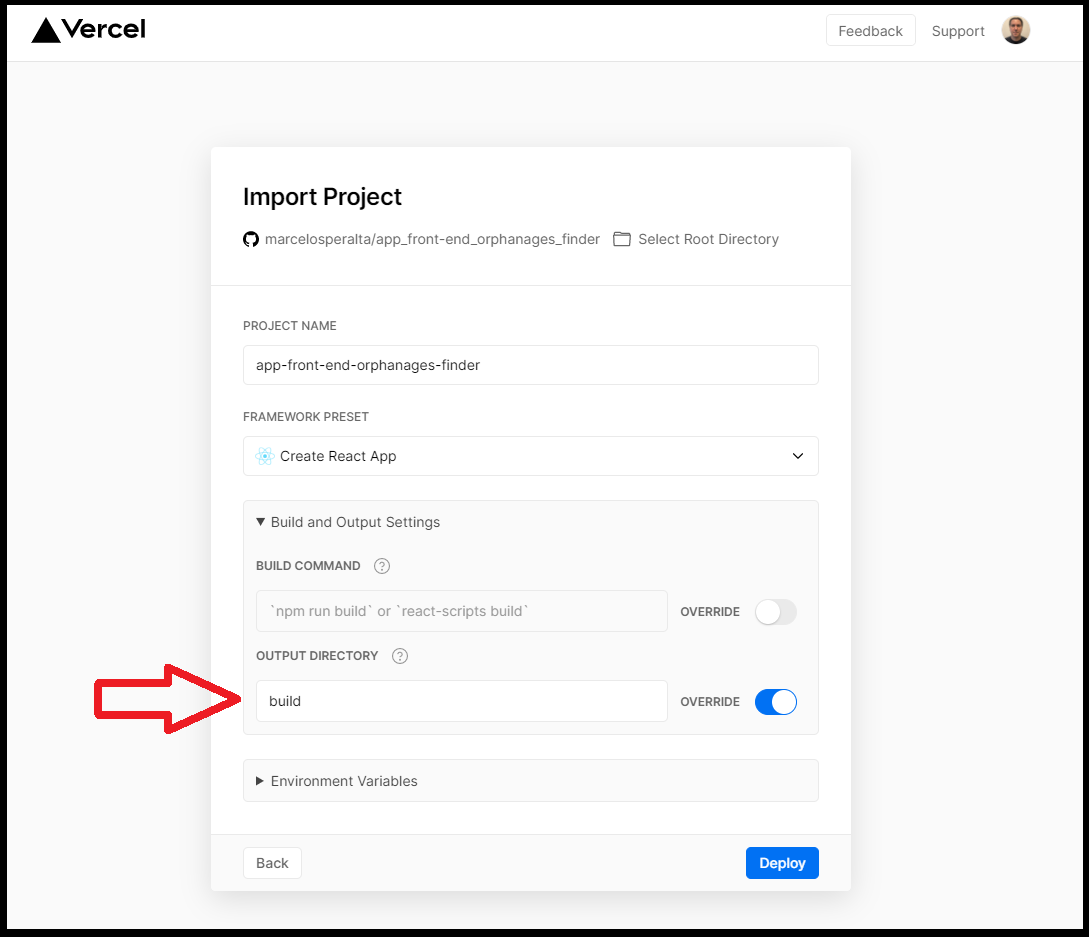 Vercel
Feedback Support
Import Project
marcelosperalta/app_front-end_orphanages_finder Select Root Directory
PROJECT NAME
app-front-end-orphanages-finder
FRAMEWORK PRESET
Create React App
Build and Output Settings
BUILD COMMAND ?
`npm run build` or `react-scripts build` OVERRIDE
OUTPUT DIRECTORY ?
build OVERRIDE
Environment Variables
Back Deploy